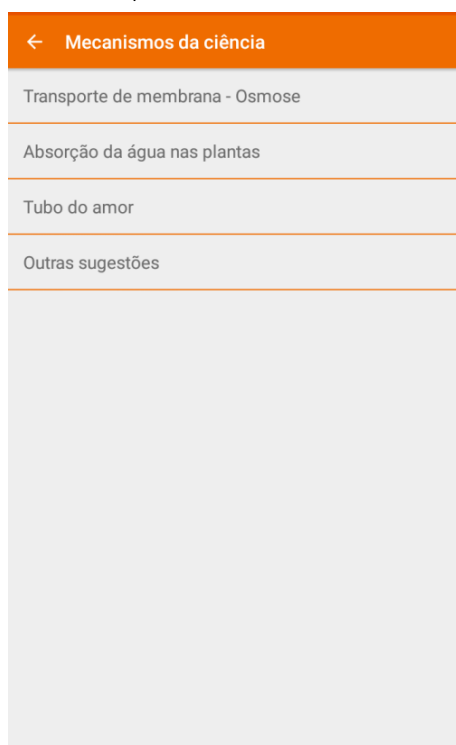 Mecanismos da ciência
Transporte de membrana - Osmose
Absorção da água nas plantas
Tubo do amor
Outras sugestões